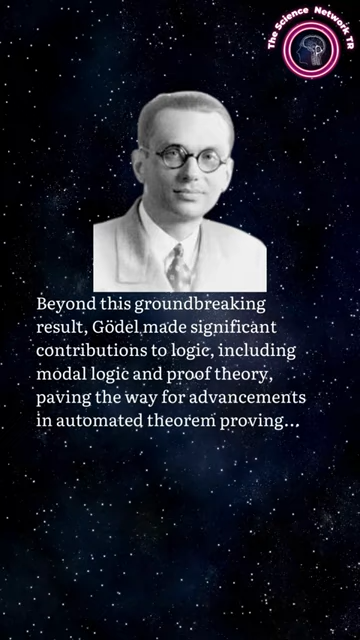 The Science Network TR
Beyond this groundbreaking
result, Gödel made significant
contributions to logic, including
modal logic and proof theory,
paving the way for advancements
in automated theorem proving...